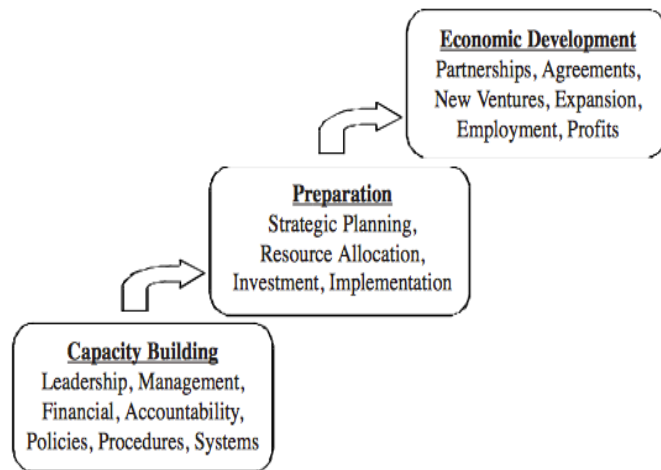 Economic Development
Partnerships, Agreements,
New Ventures, Expansion,
Employment, Profits
Preparation
Strategic Planning,
Resource Allocation,
Investment, Implementation
Capacity Building
Leadership, Management,
Financial, Accountability,
Policies, Procedures, Systems